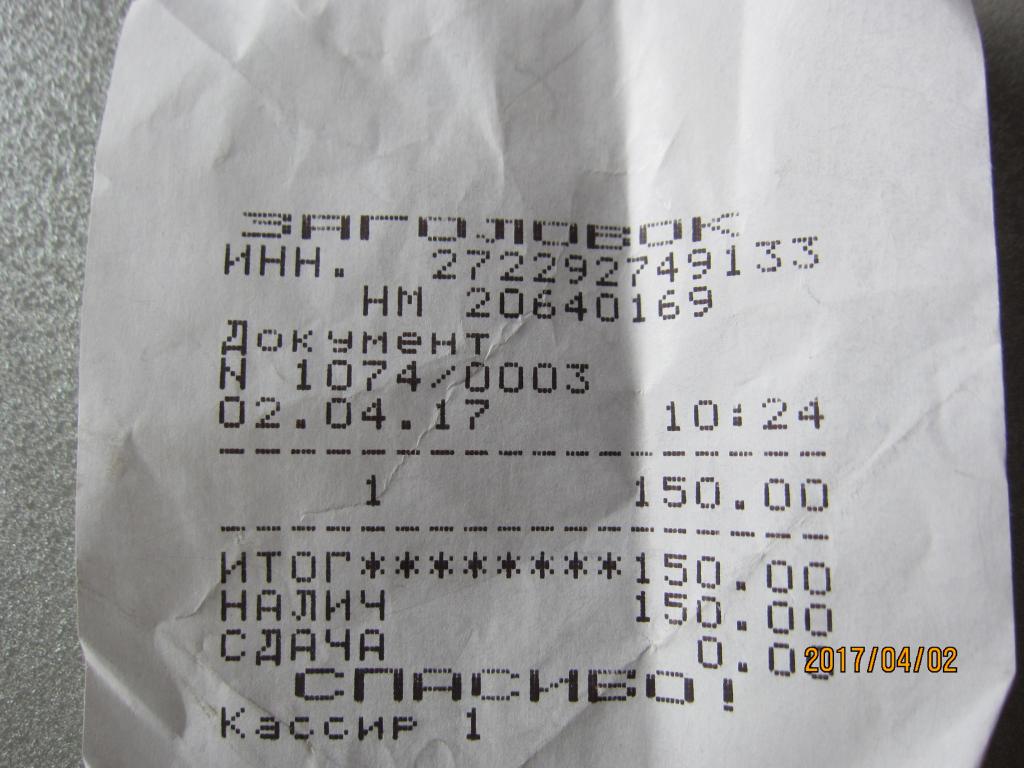 ЗАГОЛОВОК
ИНН. 272292749133
НМ 20640169
Документ
N 1074/0003
02.04.17 10:24
1 150.00
ИТОГ********150.00
НАЛИЧ 150.00
СДАЧА 0.00
2017/04/02
СПАСИБО!
Кассир 1